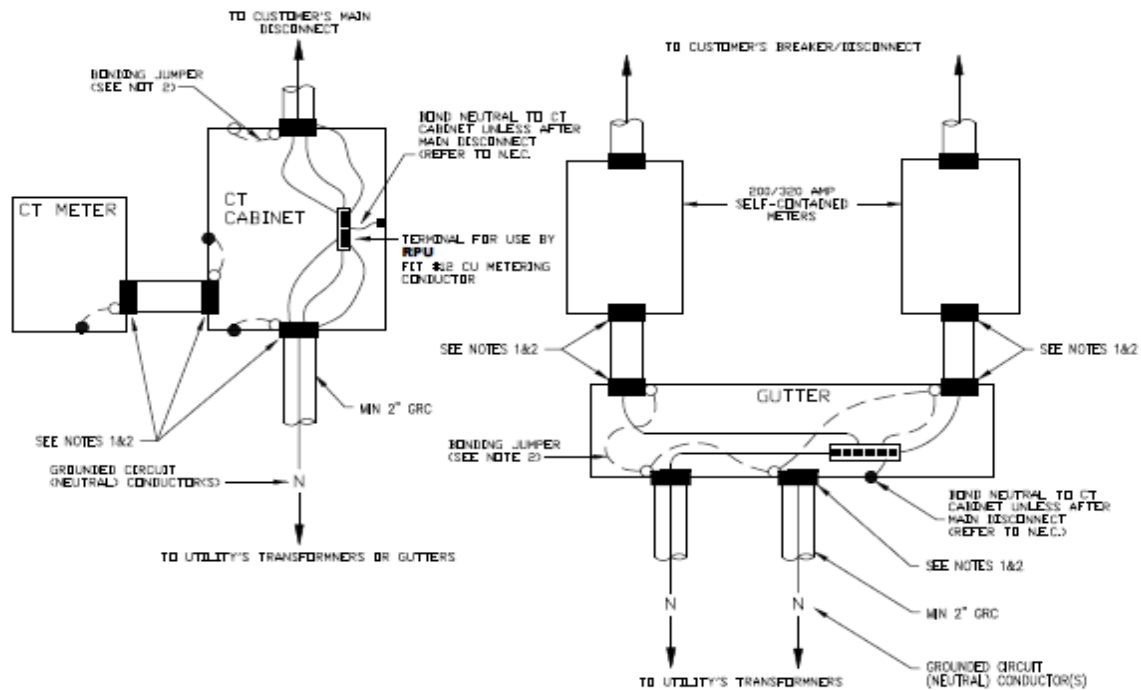 TO CUSTOMER'S MAIN
DISCONNECT
BONDING JUMPER
(SEE NOT 2)
BOND NEUTRAL TO CT
CABINET UNLESS AFTER
MAIN DISCONNECT
(REFER TO N.E.C.
CT METER
CT
CABINET
TERMINAL FOR USE BY
RPU
FIT #12 CU METERING
CONDUCTOR
MIN 2" GRC
SEE NOTES 1&2
GROUNDED CIRCUIT
(NEUTRAL) CONDUCTOR(S)
N
TO UTILITY'S TRANSFORMNERS OR GUTTERS
TO CUSTOMER'S BREAKER/DISCONNECT
200/320 AMP
SELF-CONTAINED
METERS
SEE NOTES 1&2
SEE NOTES 1&2
GUTTER
BONDING JUMPER
(SEE NOTE 2)
BOND NEUTRAL TO CT
CABINET UNLESS AFTER
MAIN DISCONNECT
(REFER TO N.E.C.)
SEE NOTES 1&2
N
N
MIN 2" GRC
GROUNDED CIRCUIT
(NEUTRAL) CONDUCTOR(S)
TO UTILITY'S TRANSFORMNERS